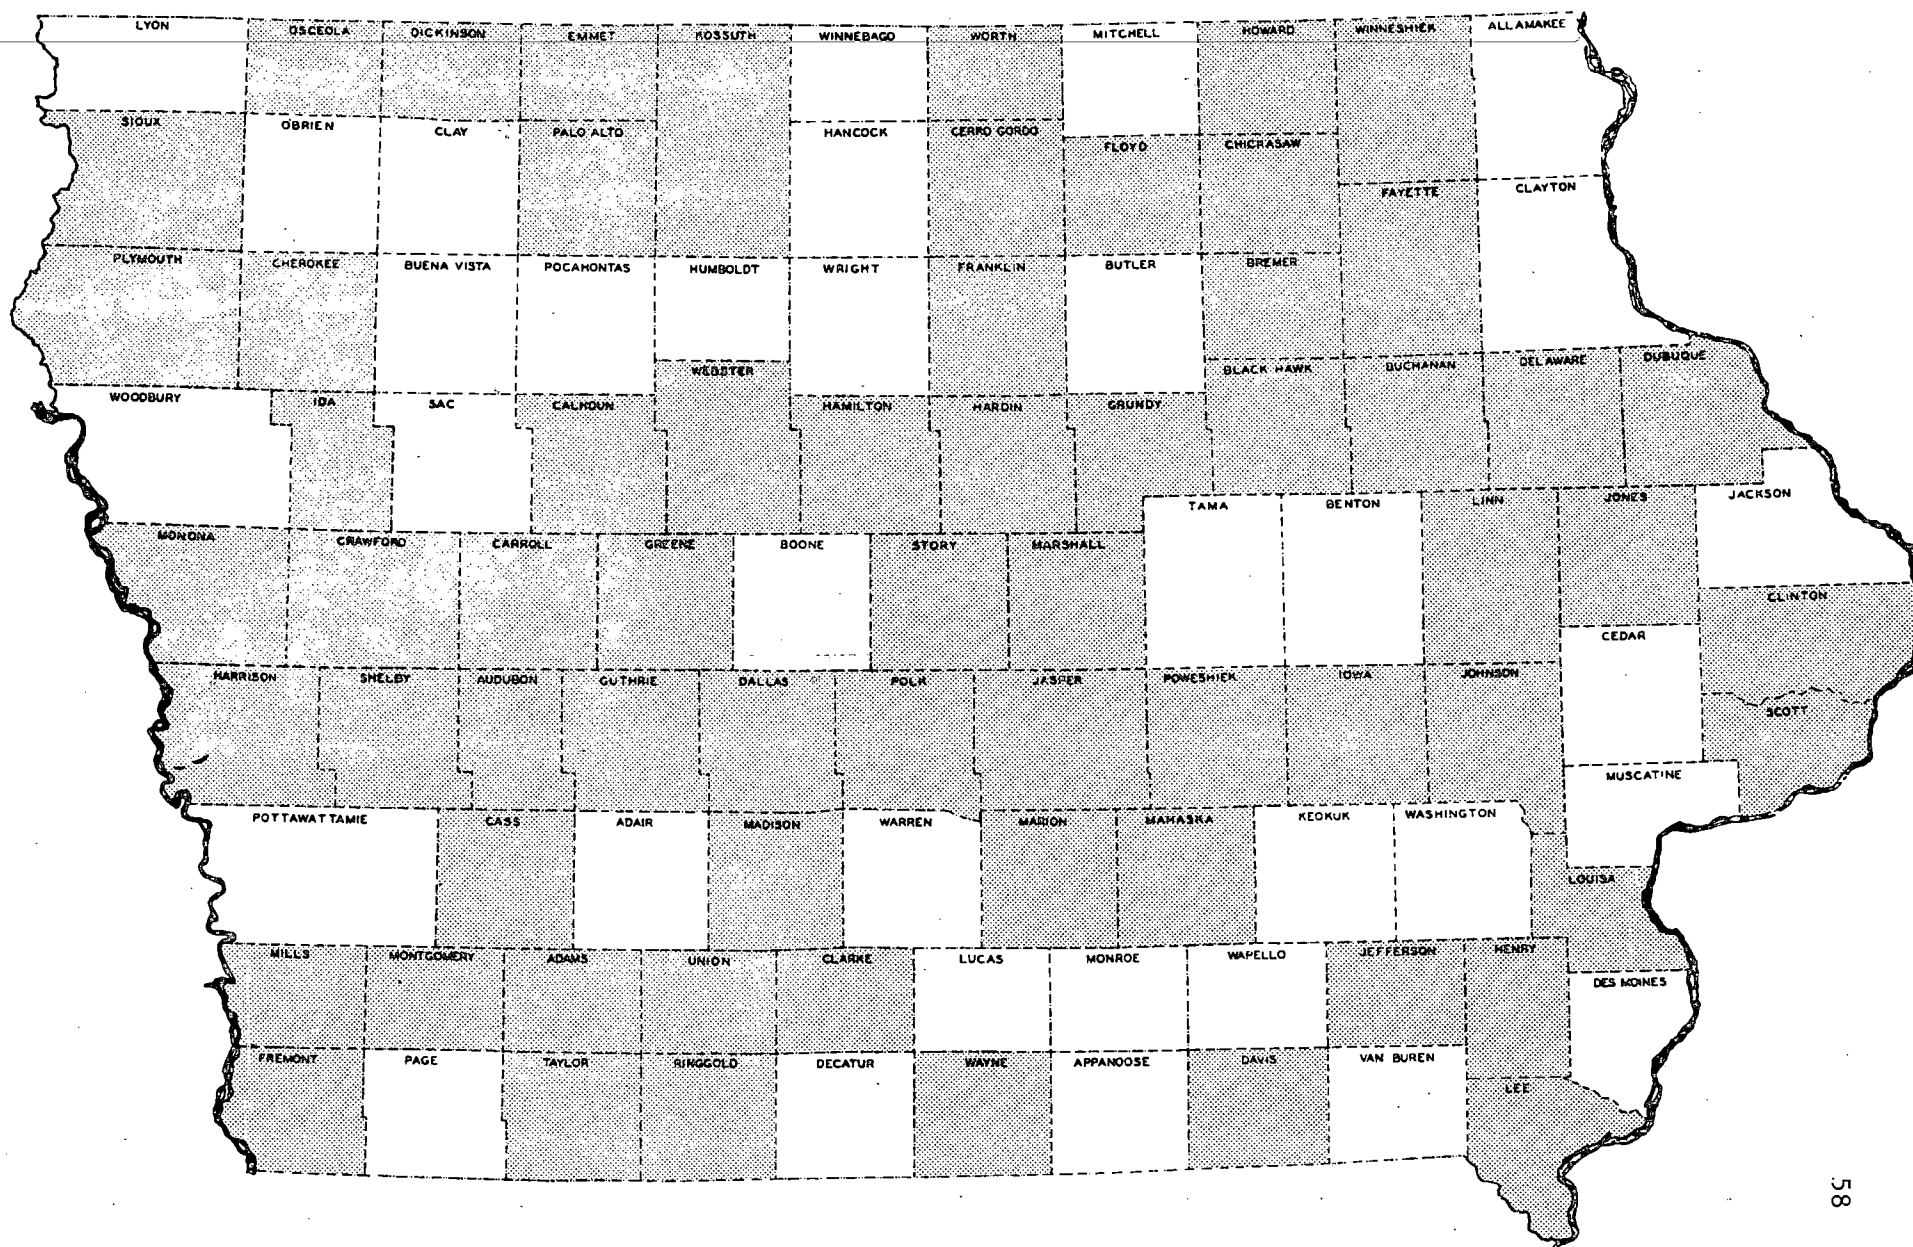 LYON
OSCEOLA
DICKINSON
EMMET
KOSSUTH
WINNEBAGO
WORTH
MITCHELL
HOWARD
WINNESHIEK
ALLAMAKEE
SIOUX
O'BRIEN
CLAY
PALO ALTO
HANCOCK
CERRO GORDO
FLOYD
CHICKASAW
FAYETTE
CLAYTON
PLYMOUTH
CHEROKEE
BUENA VISTA
POCAHONTAS
HUMBOLDT
WRIGHT
FRANKLIN
BUTLER
BREMER
WOODBURY
IDA
SAC
CALHOUN
WEBSTER
HAMILTON
HARDIN
GRUNDY
BLACK HAWK
BUCHANAN
DELAWARE
DUBUQUE
MONONA
CRAWFORD
CARROLL
GREENE
BOONE
STORY
MARSHALL
TAMA
BENTON
LINN
JONES
JACKSON
CLINTON
CEDAR
HARRISON
SHELBY
AUDUBON
GUTHRIE
DALLAS
POLK
JASPER
POWESHIEK
IOWA
JOHNSON
SCOTT
MUSCATINE
POTTAWATTAMIE
CASS
ADAIR
MADISON
WARREN
MARION
MAHASKA
KEOKUK
WASHINGTON
LOUISA
MILLS
MONTGOMERY
ADAMS
UNION
CLARKE
LUCAS
MONROE
WAPELLO
JEFFERSON
HENRY
DES MOINES
FREMONT
PAGE
TAYLOR
RINGGOLD
DECATUR
WAYNE
APPANOOSE
DAVIS
VAN BUREN
LEE
58